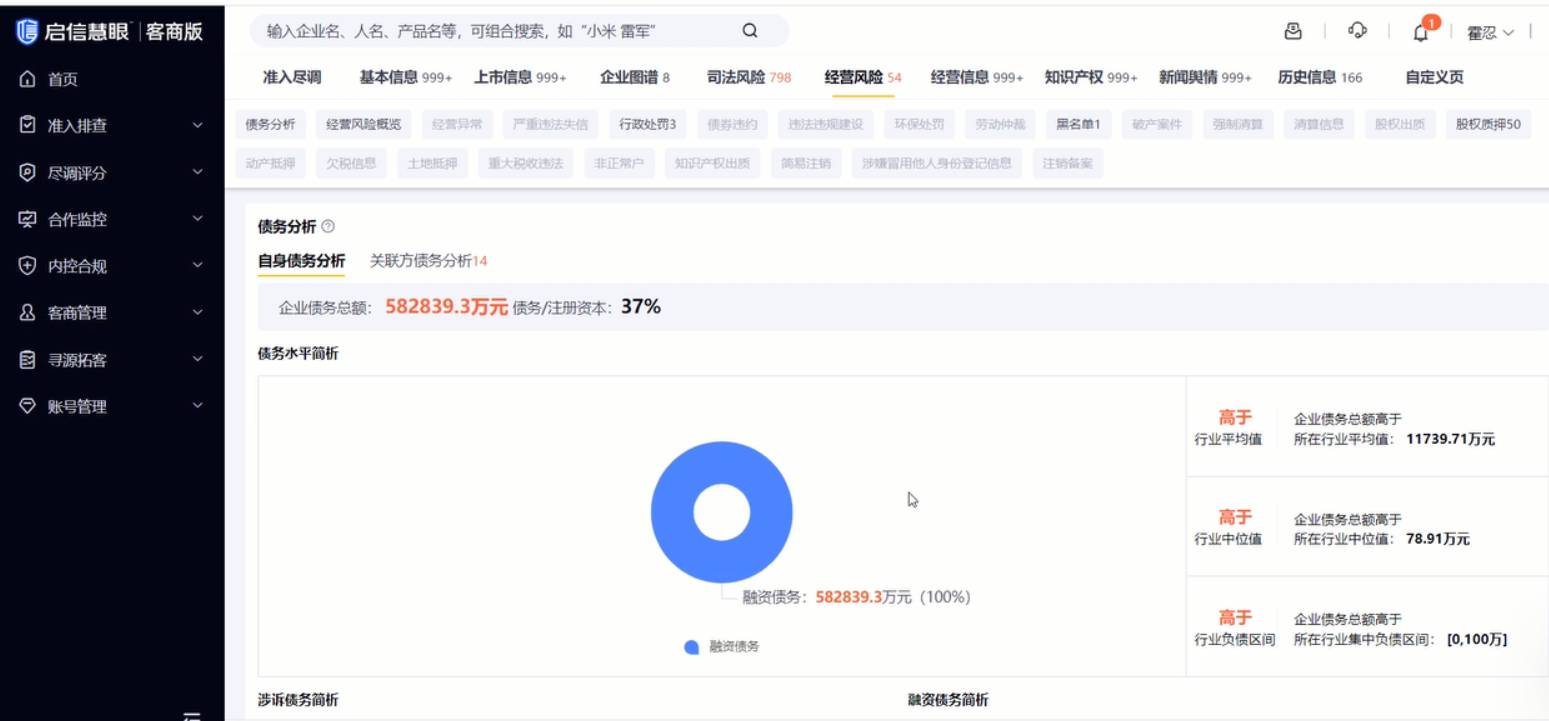 启信慧眼 | 客商版
输入企业名、人名、产品名等，可组合搜索，如“小米 雷军”
1
霍忍
首页
准入排查
尽调评分
合作监控
内控合规
客商管理
寻源拓客
账号管理
准入尽调 基本信息 999+ 上市信息 999+ 企业图谱 8 司法风险 798 经营风险 54 经营信息 999+ 知识产权 999+ 新闻舆情 999+ 历史信息 166 自定义页
债务分析 经营风险概览 经营异常 严重违法失信 行政处罚3 债券违约 违法违规建设 环保处罚 劳动仲裁 黑名单1 破产案件 强制清算 清算信息 股权出质 股权质押50
动产抵押 欠税信息 土地抵押 重大税收违法 非正常户 知识产权出质 简易注销 涉嫌冒用他人身份登记信息 注销备案
债务分析
自身债务分析 关联方债务分析14
企业债务总额： 582839.3万元 债务/注册资本： 37%
债务水平简析
融资债务：582839.3万元（100%）
融资债务
高于
行业平均值
企业债务总额高于
所在行业平均值： 11739.71万元
高于
行业中位值
企业债务总额高于
所在行业中位值： 78.91万元
高于
行业负债区间
企业债务总额高于
所在行业集中负债区间： [0,100万]
涉诉债务简析 融资债务简析